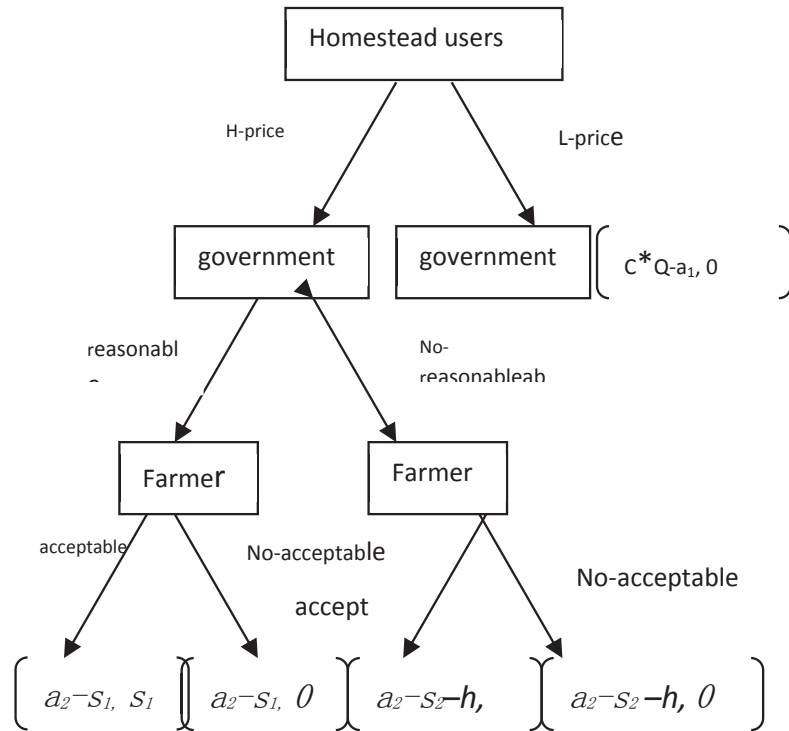 Homestead users
H-price
L-price
government
government
C*Q-a₁, 0
reasonabl
No-
reasonableab
Farmer
Farmer
acceptable
No-acceptable
accept
No-acceptable
a₂-s₁, s₁
a₂-s₁, 0
a₂-s₂-h,
a₂-s₂-h, 0